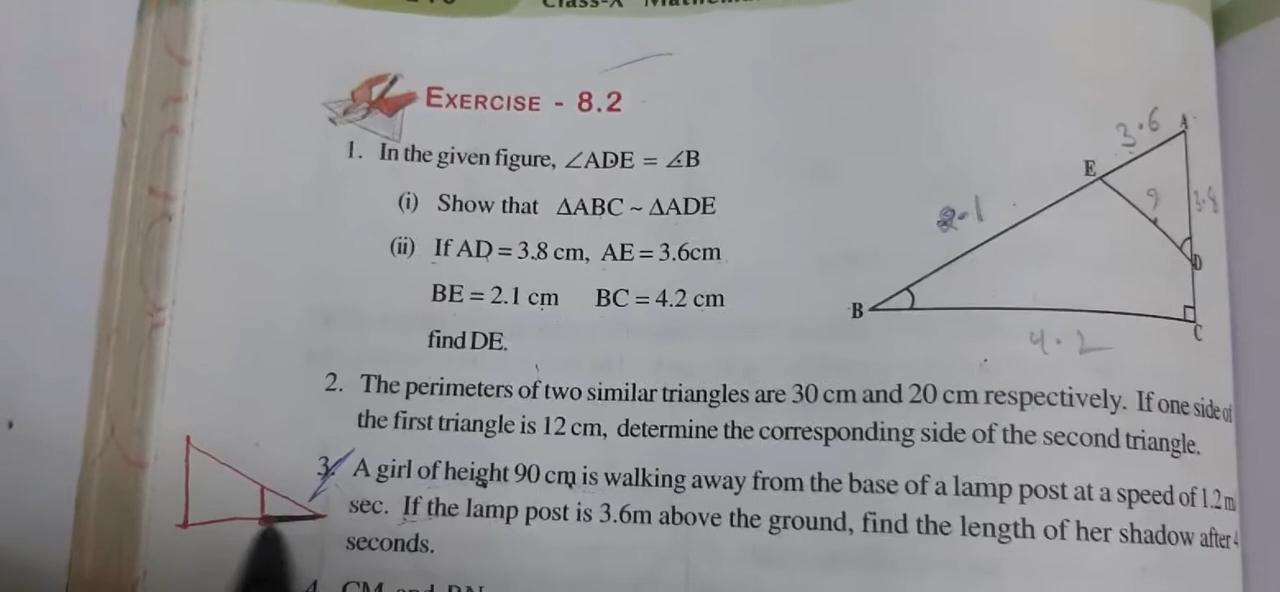 Class-X Mathem
EXERCISE - 8.2
1. In the given figure, ∠ADE = ∠B
(i) Show that ΔABC ~ ΔADE
(ii) If AD = 3.8 cm, AE = 3.6cm
BE = 2.1 cm BC = 4.2 cm
find DE.
3.6
A
E
?
3.8
2.1
D
B
C
4.2
2. The perimeters of two similar triangles are 30 cm and 20 cm respectively. If one side of
the first triangle is 12 cm, determine the corresponding side of the second triangle.
3. A girl of height 90 cm is walking away from the base of a lamp post at a speed of 1.2 m
sec. If the lamp post is 3.6m above the ground, find the length of her shadow after 4
seconds.
4. CM and RN